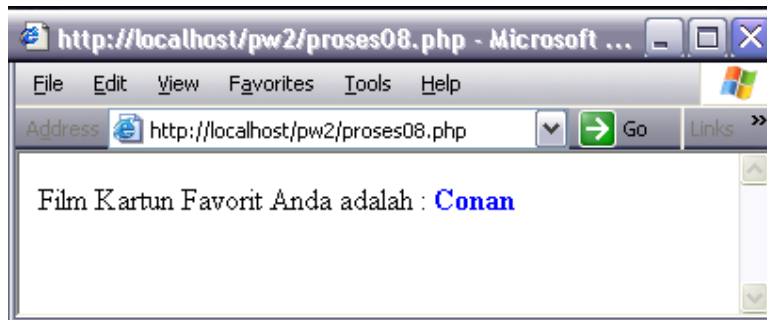 http://localhost/pw2/proses08.php - Microsoft ...
File Edit View Favorites Tools Help
Address http://localhost/pw2/proses08.php Go Links »
Film Kartun Favorit Anda adalah : Conan